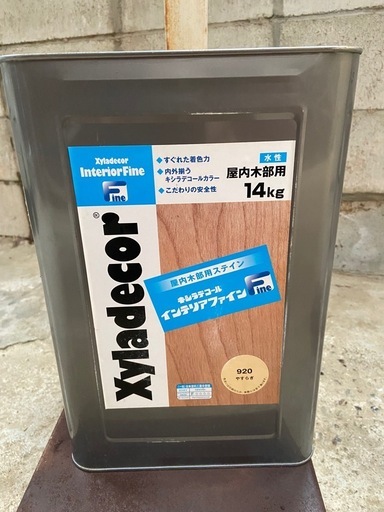 Xyladecor
InteriorFine
Fine
◆すぐれた着色力
◆内外揃う
キシラデコールカラー
◆こだわりの安全性
水性
屋内木部用
14kg
Xyladecor®
屋内木部用ステイン
キシラデコール
インテリアファイン Fine
920
やすらぎ